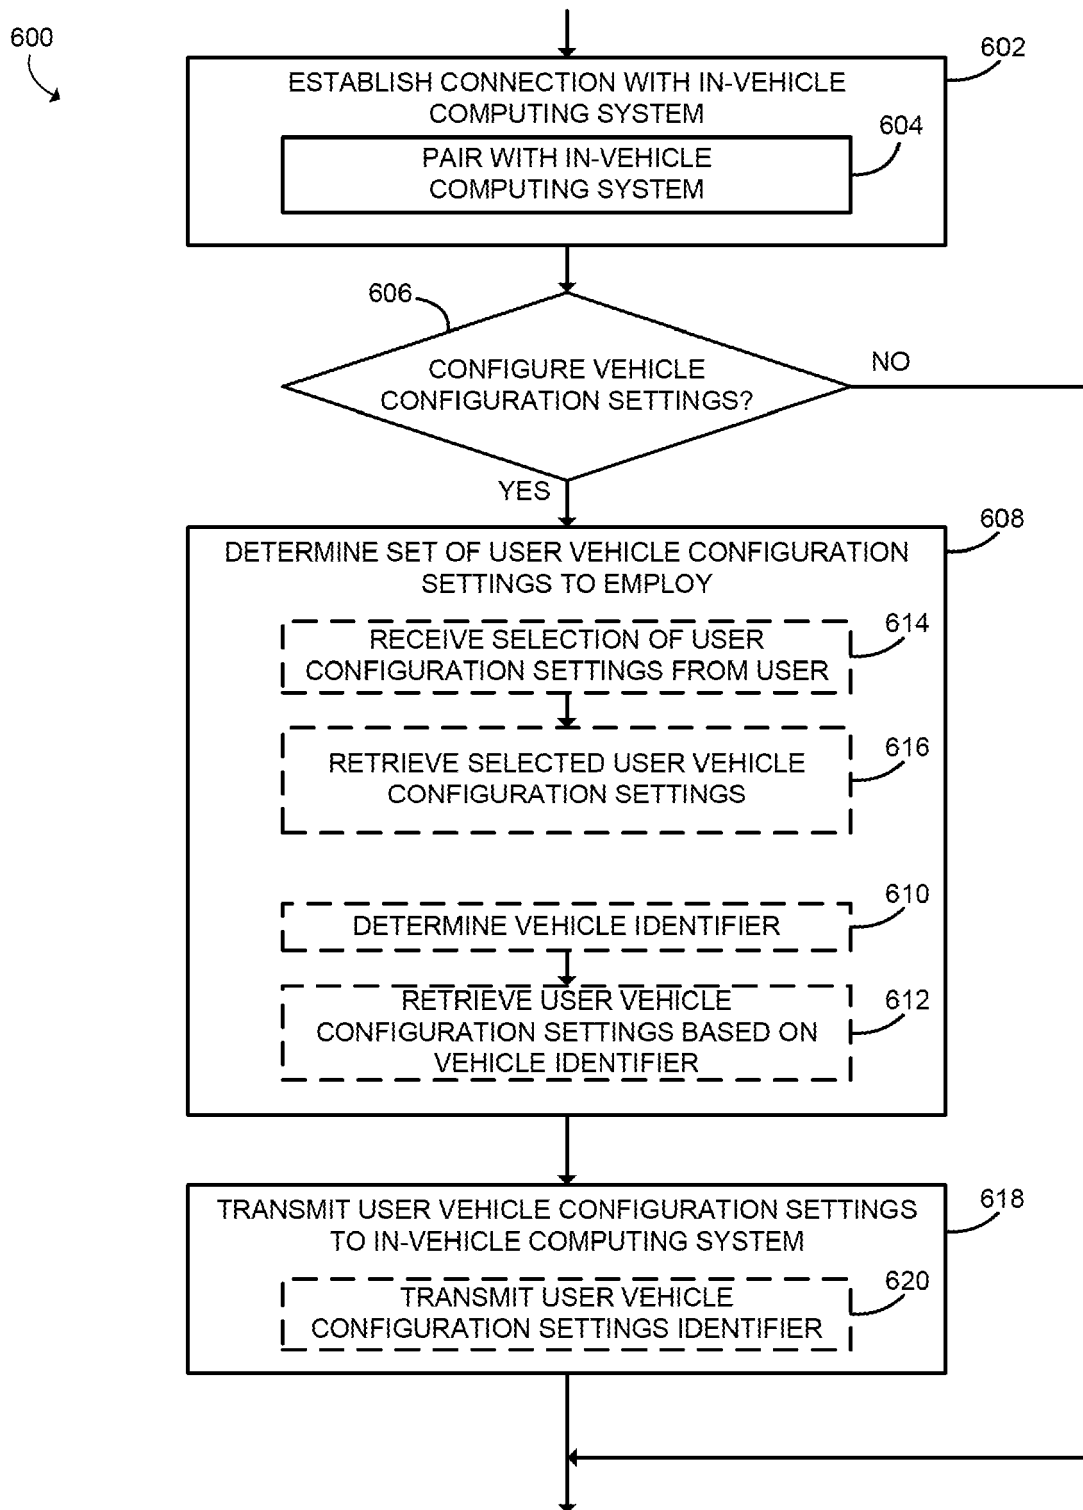 600
602
ESTABLISH CONNECTION WITH IN-VEHICLE
COMPUTING SYSTEM
604
PAIR WITH IN-VEHICLE
COMPUTING SYSTEM
606
CONFIGURE VEHICLE
CONFIGURATION SETTINGS?
NO
YES
608
DETERMINE SET OF USER VEHICLE CONFIGURATION
SETTINGS TO EMPLOY
614
RECEIVE SELECTION OF USER
CONFIGURATION SETTINGS FROM USER
616
RETRIEVE SELECTED USER VEHICLE
CONFIGURATION SETTINGS
610
DETERMINE VEHICLE IDENTIFIER
612
RETRIEVE USER VEHICLE
CONFIGURATION SETTINGS BASED ON
VEHICLE IDENTIFIER
618
TRANSMIT USER VEHICLE CONFIGURATION SETTINGS
TO IN-VEHICLE COMPUTING SYSTEM
620
TRANSMIT USER VEHICLE
CONFIGURATION SETTINGS IDENTIFIER